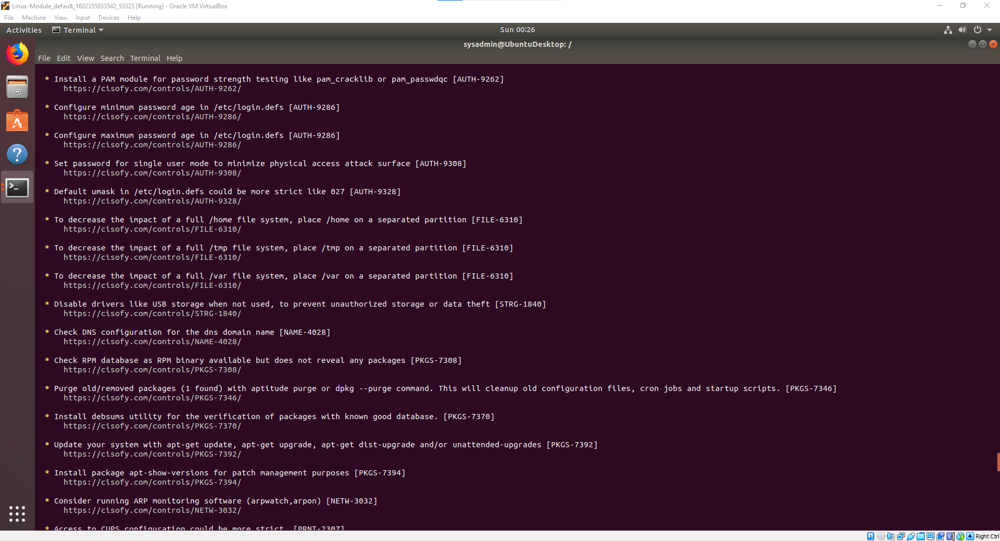 Linux-Module_default_1602355933542_53323 [Running] - Oracle VM VirtualBox
File Machine View Input Devices Help
Activities Terminal Sun 00:26
sysadmin@UbuntuDesktop: /
File Edit View Search Terminal Help
* Install a PAM module for password strength testing like pam_cracklib or pam_passwdqc [AUTH-9262]
https://cisofy.com/controls/AUTH-9262/
* Configure minimum password age in /etc/login.defs [AUTH-9286]
https://cisofy.com/controls/AUTH-9286/
* Configure maximum password age in /etc/login.defs [AUTH-9286]
https://cisofy.com/controls/AUTH-9286/
* Set password for single user mode to minimize physical access attack surface [AUTH-9308]
https://cisofy.com/controls/AUTH-9308/
* Default umask in /etc/login.defs could be more strict like 027 [AUTH-9328]
https://cisofy.com/controls/AUTH-9328/
* To decrease the impact of a full /home file system, place /home on a separated partition [FILE-6310]
https://cisofy.com/controls/FILE-6310/
* To decrease the impact of a full /tmp file system, place /tmp on a separated partition [FILE-6310]
https://cisofy.com/controls/FILE-6310/
* To decrease the impact of a full /var file system, place /var on a separated partition [FILE-6310]
https://cisofy.com/controls/FILE-6310/
* Disable drivers like USB storage when not used, to prevent unauthorized storage or data theft [STRG-1840]
https://cisofy.com/controls/STRG-1840/
* Check DNS configuration for the dns domain name [NAME-4028]
https://cisofy.com/controls/NAME-4028/
* Check RPM database as RPM binary available but does not reveal any packages [PKGS-7308]
https://cisofy.com/controls/PKGS-7308/
* Purge old/removed packages (1 found) with aptitude purge or dpkg --purge command. This will cleanup old configuration files, cron jobs and startup scripts. [PKGS-7346]
https://cisofy.com/controls/PKGS-7346/
* Install debsums utility for the verification of packages with known good database. [PKGS-7370]
https://cisofy.com/controls/PKGS-7370/
* Update your system with apt-get update, apt-get upgrade, apt-get dist-upgrade and/or unattended-upgrades [PKGS-7392]
https://cisofy.com/controls/PKGS-7392/
* Install package apt-show-versions for patch management purposes [PKGS-7394]
https://cisofy.com/controls/PKGS-7394/
* Consider running ARP monitoring software (arpwatch,arpon) [NETW-3032]
https://cisofy.com/controls/NETW-3032/
* Access to CUPS configuration could be more strict. [PRNT-2307]
Right Ctrl